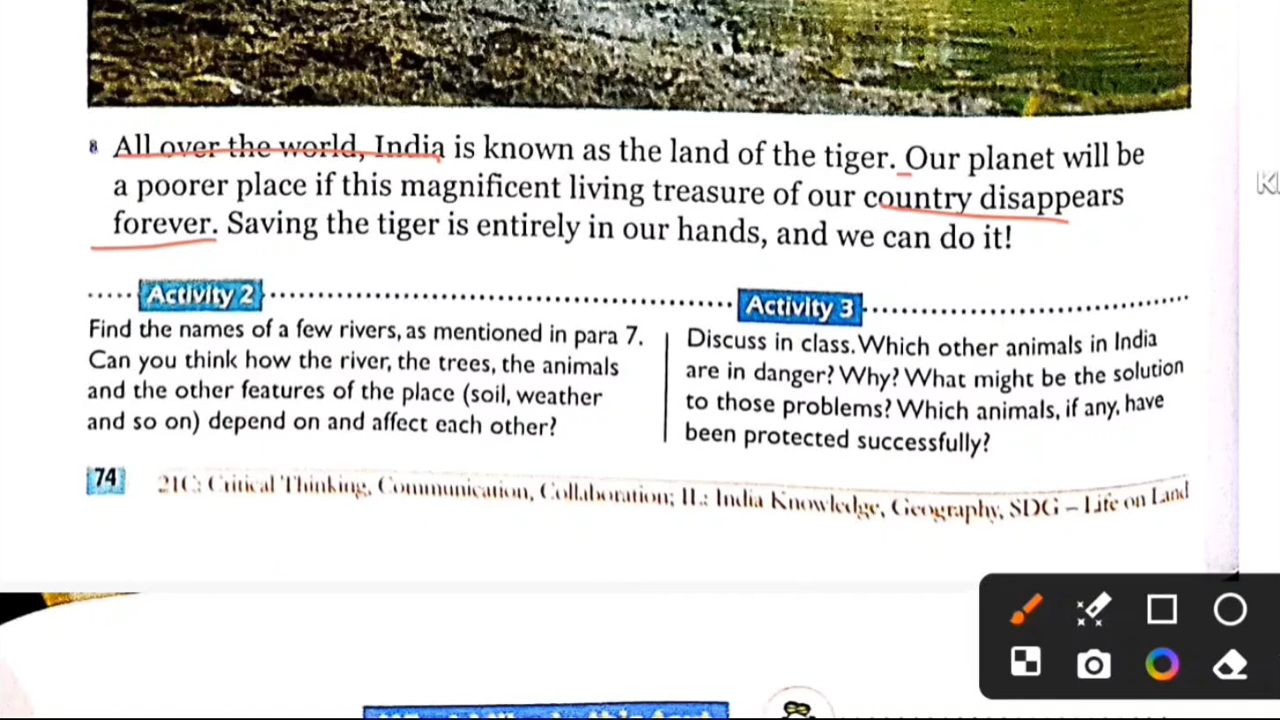 8 All over the world, India is known as the land of the tiger. Our planet will be
a poorer place if this magnificent living treasure of our country disappears
forever. Saving the tiger is entirely in our hands, and we can do it!
Activity 2
Find the names of a few rivers, as mentioned in para 7.
Can you think how the river, the trees, the animals
and the other features of the place (soil, weather
and so on) depend on and affect each other?
Activity 3
Discuss in class. Which other animals in India
are in danger? Why? What might be the solution
to those problems? Which animals, if any, have
been protected successfully?
74
21C: Critical Thinking, Communication, Collaboration; IL: India Knowledge, Geography, SDG – Life on Land